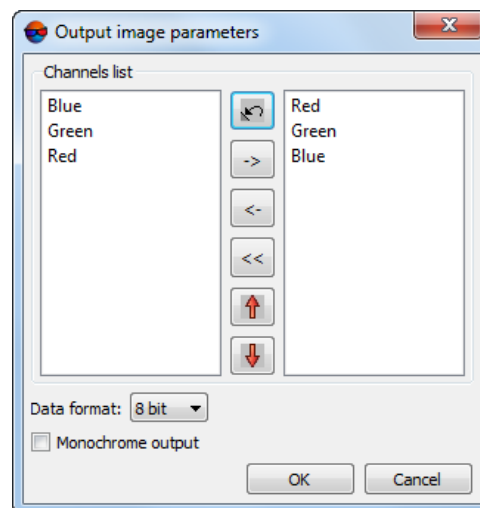 Output image parameters
Channels list
Blue
Green
Red
->
<-
<<
Red
Green
Blue
Data format: 8 bit
Monochrome output
OK Cancel